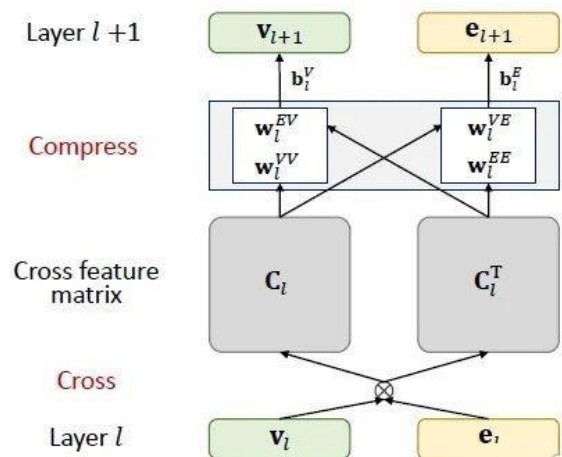 Layer l +1 v_{l+1} e_{l+1}
b_l^V b_l^E
Compress w_l^{EV} w_l^{VE}
w_l^{VV} w_l^{EE}
Cross feature matrix C_l C_l^T
Cross ⊗
Layer l v_l e_l